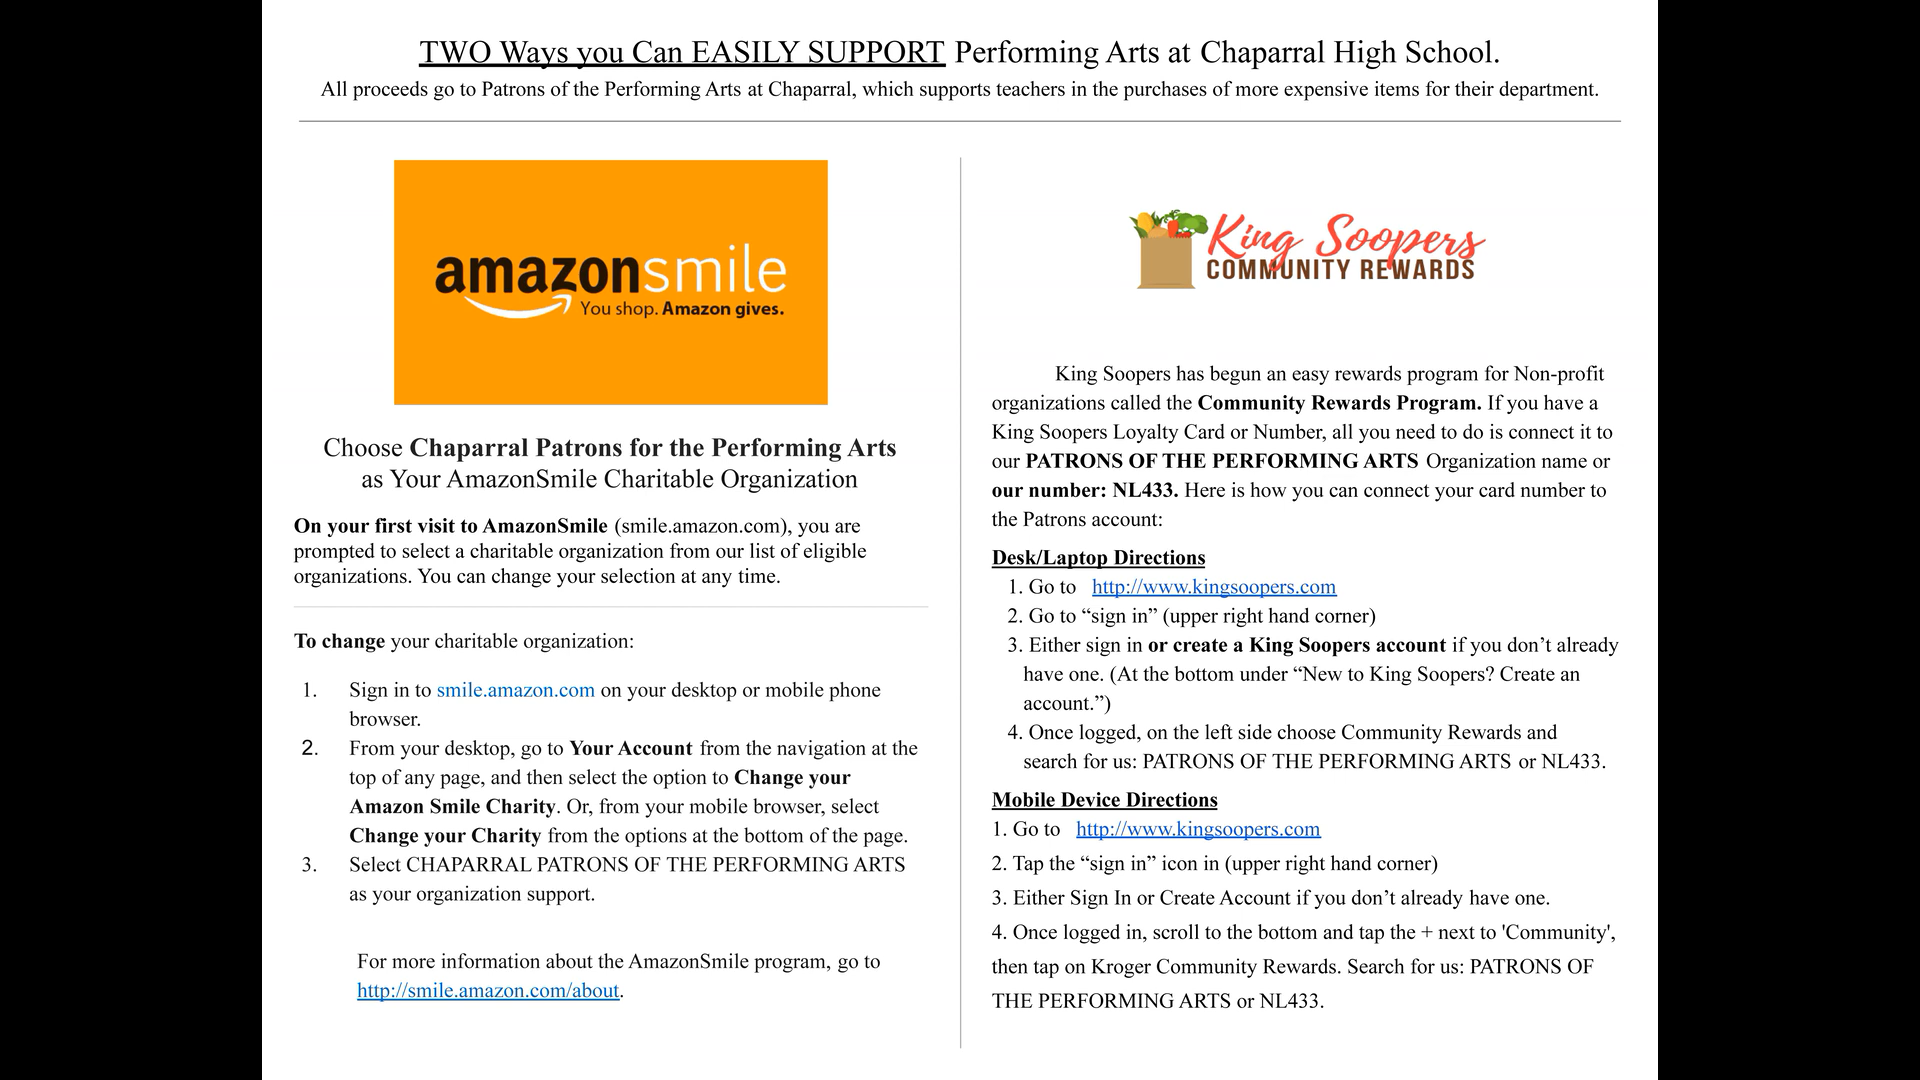 TWO Ways you Can EASILY SUPPORT Performing Arts at Chaparral High School.
All proceeds go to Patrons of the Performing Arts at Chaparral, which supports teachers in the purchases of more expensive items for their department.
amazonsmile
You shop. Amazon gives.
Choose Chaparral Patrons for the Performing Arts
as Your AmazonSmile Charitable Organization
On your first visit to AmazonSmile (smile.amazon.com), you are
prompted to select a charitable organization from our list of eligible
organizations. You can change your selection at any time.
To change your charitable organization:
1. Sign in to smile.amazon.com on your desktop or mobile phone
browser.
2. From your desktop, go to Your Account from the navigation at the
top of any page, and then select the option to Change your
Amazon Smile Charity. Or, from your mobile browser, select
Change your Charity from the options at the bottom of the page.
3. Select CHAPARRAL PATRONS OF THE PERFORMING ARTS
as your organization support.
For more information about the AmazonSmile program, go to
http://smile.amazon.com/about.
King Soopers
COMMUNITY REWARDS
King Soopers has begun an easy rewards program for Non-profit
organizations called the Community Rewards Program. If you have a
King Soopers Loyalty Card or Number, all you need to do is connect it to
our PATRONS OF THE PERFORMING ARTS Organization name or
our number: NL433. Here is how you can connect your card number to
the Patrons account:
Desk/Laptop Directions
1. Go to http://www.kingsoopers.com
2. Go to “sign in” (upper right hand corner)
3. Either sign in or create a King Soopers account if you don’t already
have one. (At the bottom under “New to King Soopers? Create an
account.”)
4. Once logged, on the left side choose Community Rewards and
search for us: PATRONS OF THE PERFORMING ARTS or NL433.
Mobile Device Directions
1. Go to http://www.kingsoopers.com
2. Tap the “sign in” icon in (upper right hand corner)
3. Either Sign In or Create Account if you don’t already have one.
4. Once logged in, scroll to the bottom and tap the + next to 'Community',
then tap on Kroger Community Rewards. Search for us: PATRONS OF
THE PERFORMING ARTS or NL433.